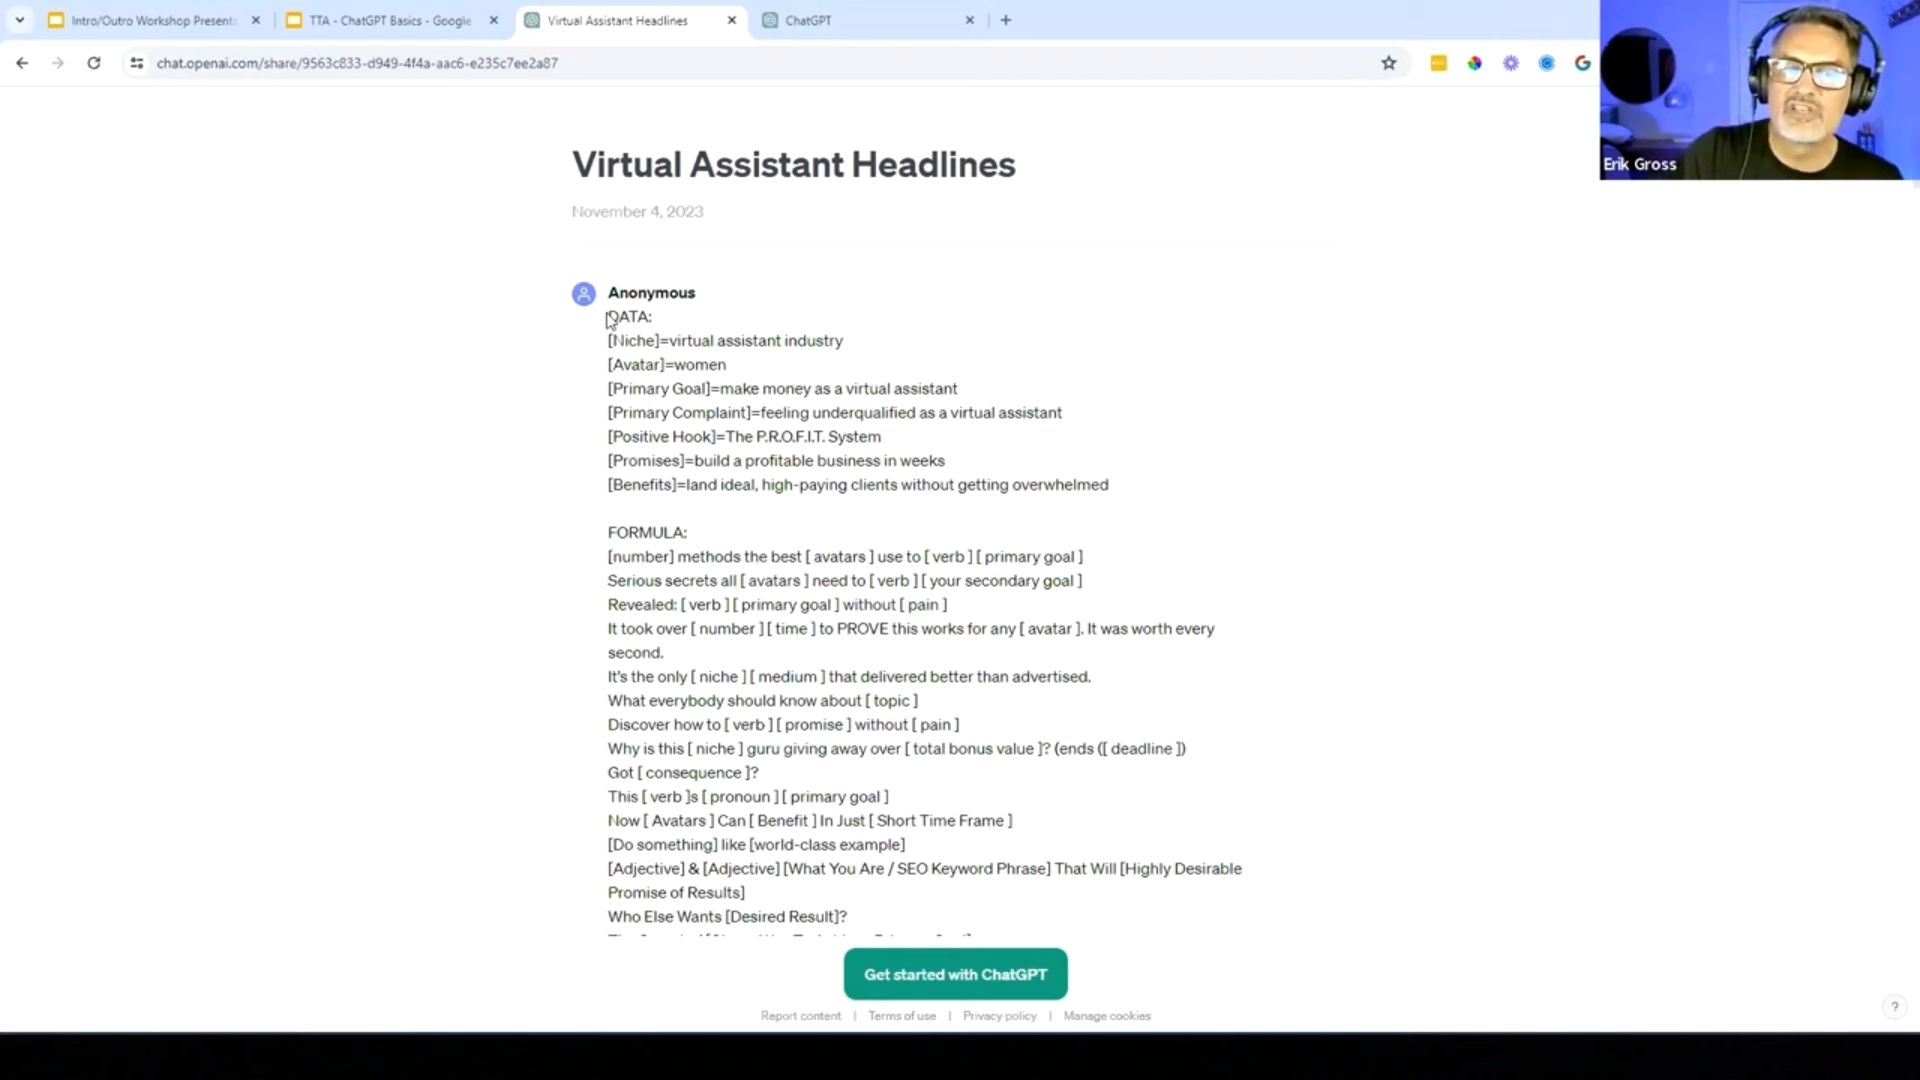 Intro/Outro Workshop Present
TTA - ChatGPT Basics - Google
Virtual Assistant Headlines
ChatGPT
chat.openai.com/share/9563c833-d949-4f4a-aac6-e235c7ee2a87
Erik Gross
Virtual Assistant Headlines
November 4, 2023
Anonymous
DATA:
[Niche]=virtual assistant industry
[Avatar]=women
[Primary Goal]=make money as a virtual assistant
[Primary Complaint]=feeling underqualified as a virtual assistant
[Positive Hook]=The P.R.O.F.I.T. System
[Promises]=build a profitable business in weeks
[Benefits]=land ideal, high-paying clients without getting overwhelmed
FORMULA:
[number] methods the best [ avatars ] use to [ verb ] [ primary goal ]
Serious secrets all [ avatars ] need to [ verb ] [ your secondary goal ]
Revealed: [ verb ] [ primary goal ] without [ pain ]
It took over [ number ] [ time ] to PROVE this works for any [ avatar ]. It was worth every
second.
It's the only [ niche ] [ medium ] that delivered better than advertised.
What everybody should know about [ topic ]
Discover how to [ verb ] [ promise ] without [ pain ]
Why is this [ niche ] guru giving away over [ total bonus value ]? (ends ([ deadline ])
Got [ consequence ]?
This [ verb ]s [ pronoun ] [ primary goal ]
Now [ Avatars ] Can [ Benefit ] In Just [ Short Time Frame ]
[Do something] like [world-class example]
[Adjective] & [Adjective] [What You Are / SEO Keyword Phrase] That Will [Highly Desirable
Promise of Results]
Who Else Wants [Desired Result]?
Get started with ChatGPT
Report content | Terms of use | Privacy policy | Manage cookies
?